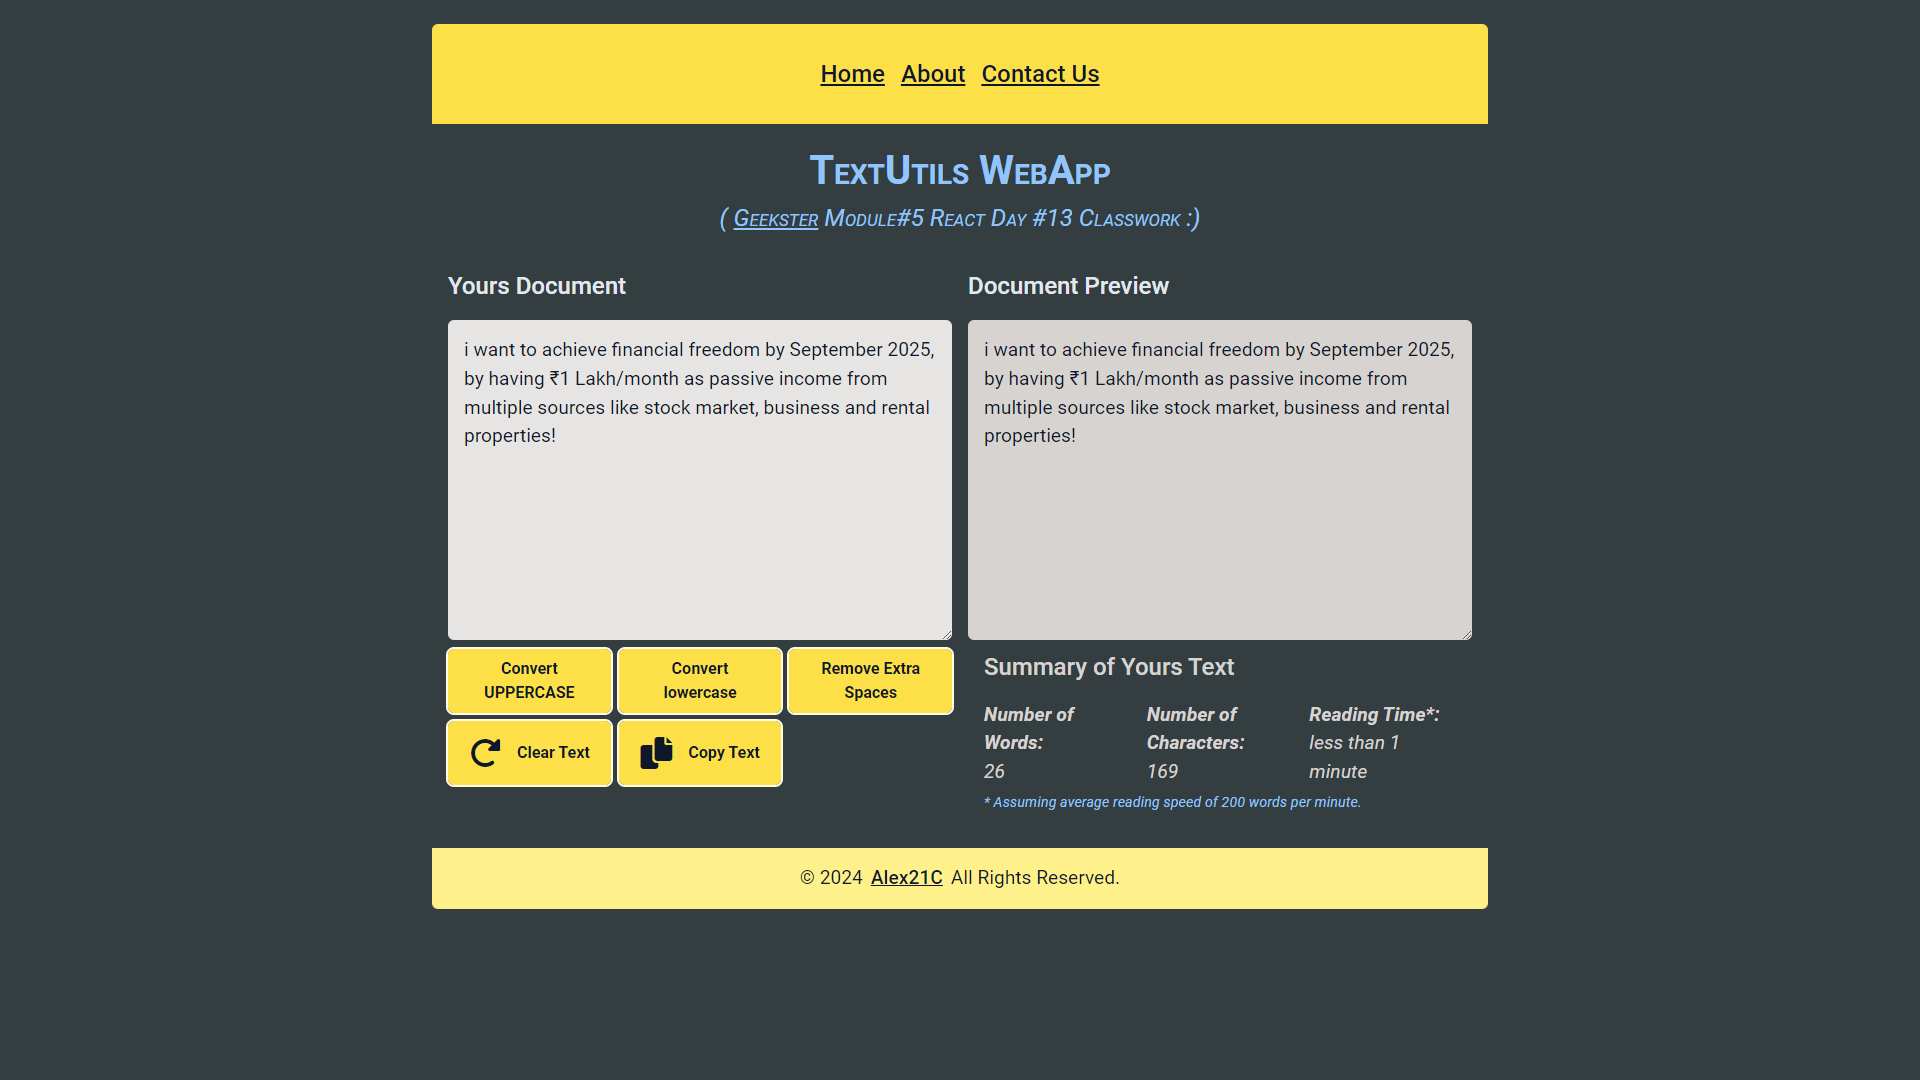 Home About Contact Us
TextUtils WebApp
( Geekster Module#5 React Day #13 Classwork :)
Yours Document
i want to achieve financial freedom by September 2025,
by having ₹1 Lakh/month as passive income from
multiple sources like stock market, business and rental
properties!
Convert
UPPERCASE
Convert
lowercase
Remove Extra
Spaces
Clear Text
Copy Text
Document Preview
i want to achieve financial freedom by September 2025,
by having ₹1 Lakh/month as passive income from
multiple sources like stock market, business and rental
properties!
Summary of Yours Text
Number of
Words:
26
Number of
Characters:
169
Reading Time*:
less than 1
minute
* Assuming average reading speed of 200 words per minute.
© 2024 Alex21C All Rights Reserved.